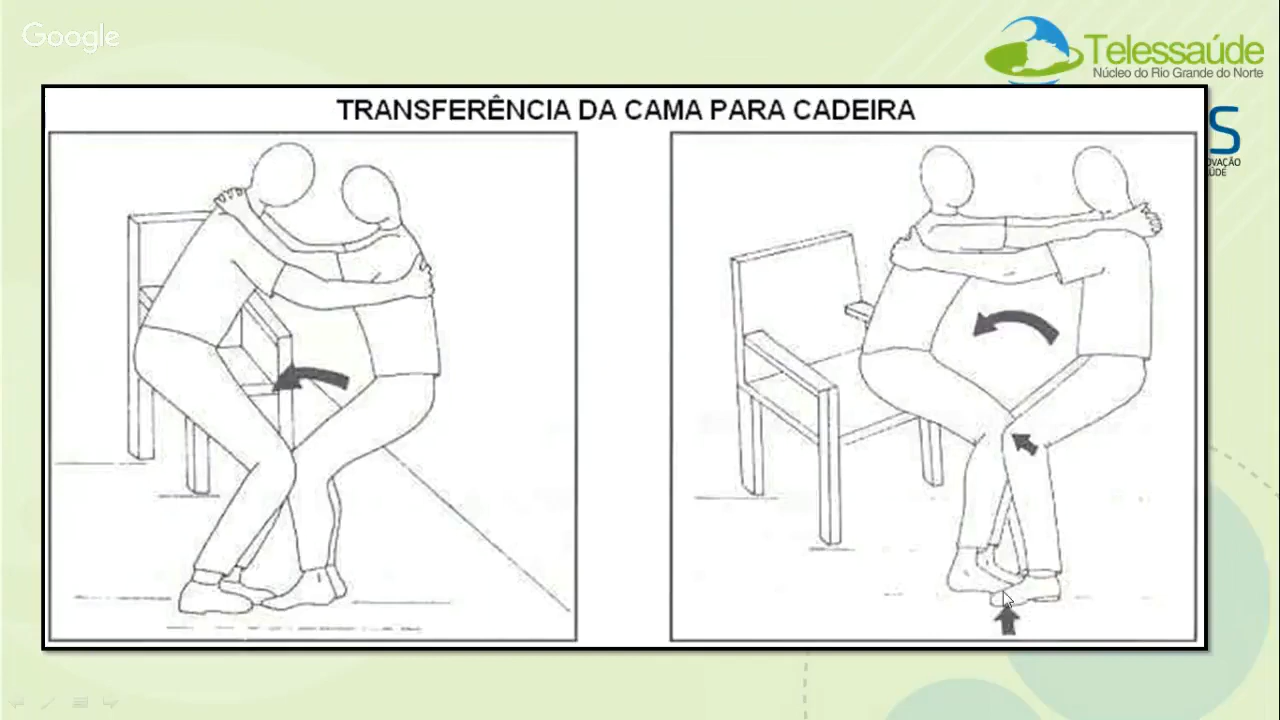 Google
Telessaúde
Núcleo do Rio Grande do Norte
TRANSFERÊNCIA DA CAMA PARA CADEIRA
S